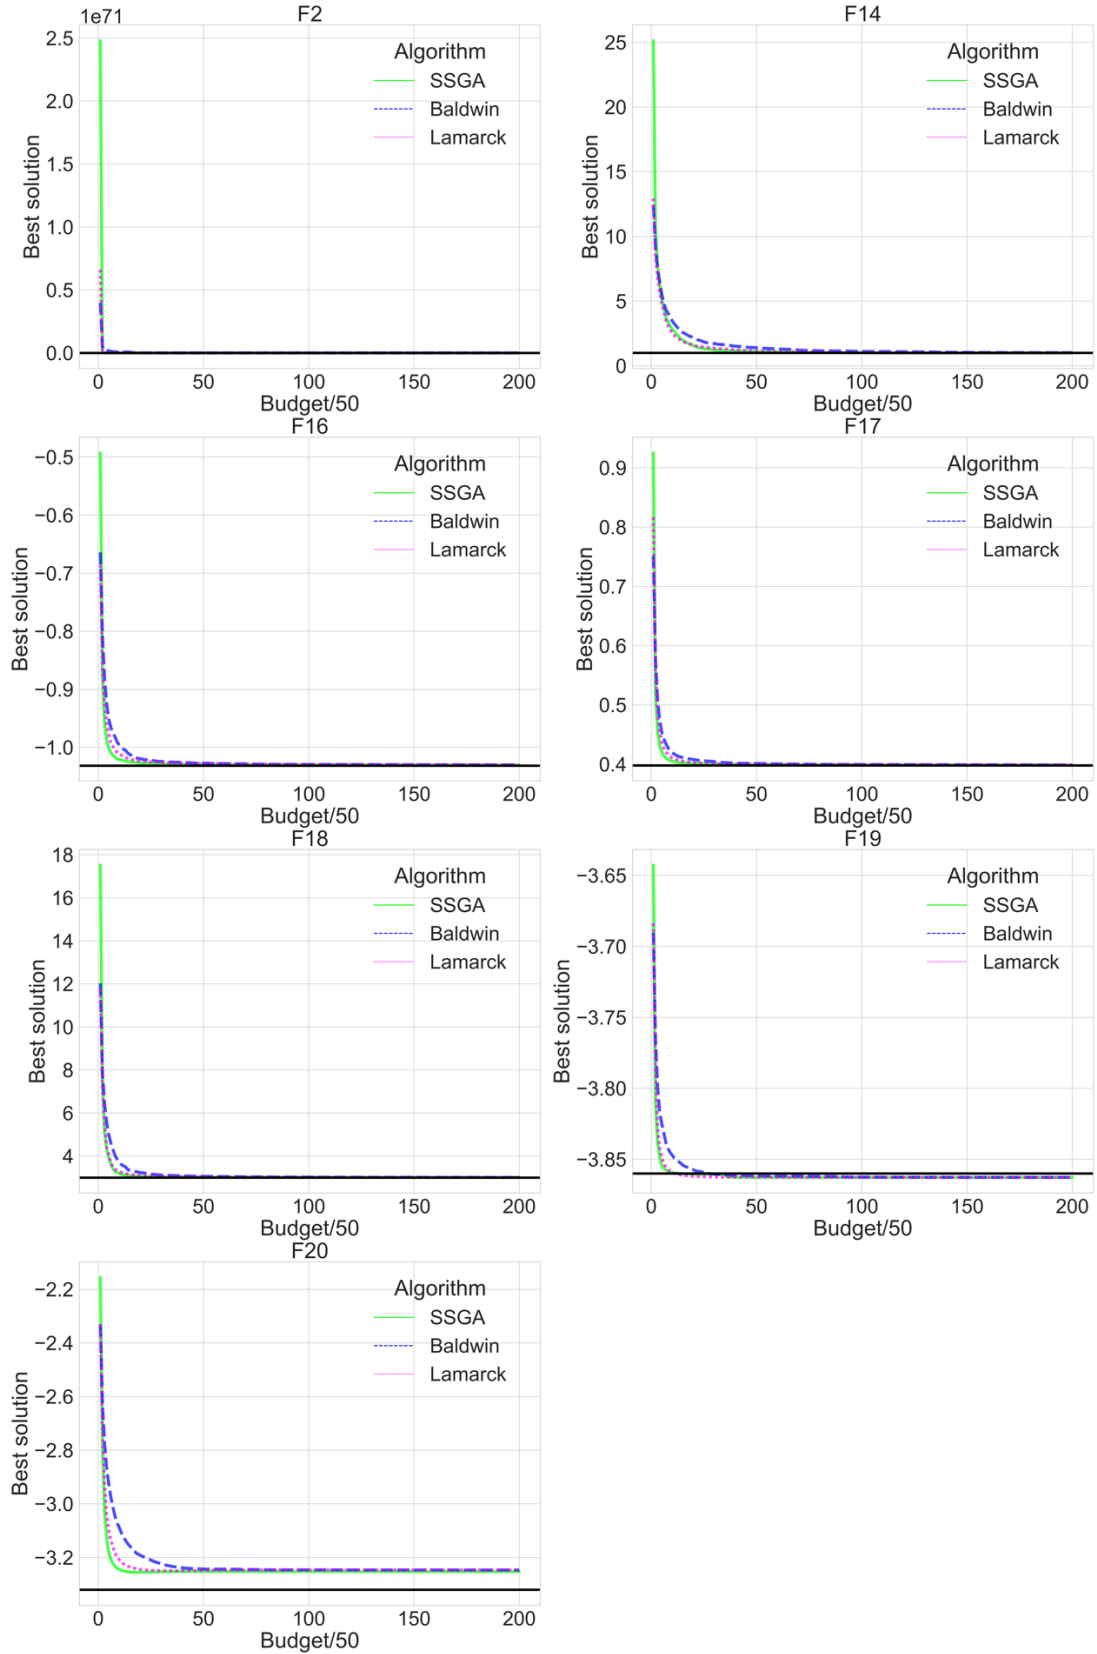 F2
1e71
2.5
2.0
1.5
1.0
0.5
0.0
Best solution
Algorithm
SSGA
Baldwin
Lamarck
0 50 100 150 200
Budget/50
F14
25
20
15
10
5
0
Best solution
Algorithm
SSGA
Baldwin
Lamarck
0 50 100 150 200
Budget/50
F16
−0.5
−0.6
−0.7
−0.8
−0.9
−1.0
Best solution
Algorithm
SSGA
Baldwin
Lamarck
0 50 100 150 200
Budget/50
F17
0.9
0.8
0.7
0.6
0.5
0.4
Best solution
Algorithm
SSGA
Baldwin
Lamarck
0 50 100 150 200
Budget/50
F18
18
16
14
12
10
8
6
4
Best solution
Algorithm
SSGA
Baldwin
Lamarck
0 50 100 150 200
Budget/50
F19
−3.65
−3.70
−3.75
−3.80
−3.85
Best solution
Algorithm
SSGA
Baldwin
Lamarck
0 50 100 150 200
Budget/50
F20
−2.2
−2.4
−2.6
−2.8
−3.0
−3.2
Best solution
Algorithm
SSGA
Baldwin
Lamarck
0 50 100 150 200
Budget/50